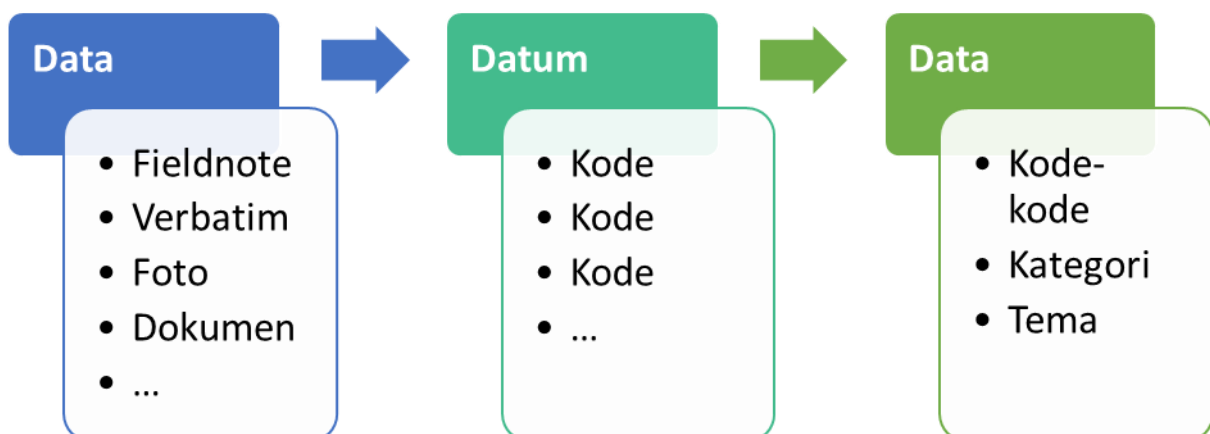 Data
• Fieldnote
• Verbatim
• Foto
• Dokumen
• ...
Datum
• Kode
• Kode
• Kode
• ...
Data
• Kode-
kode
• Kategori
• Tema